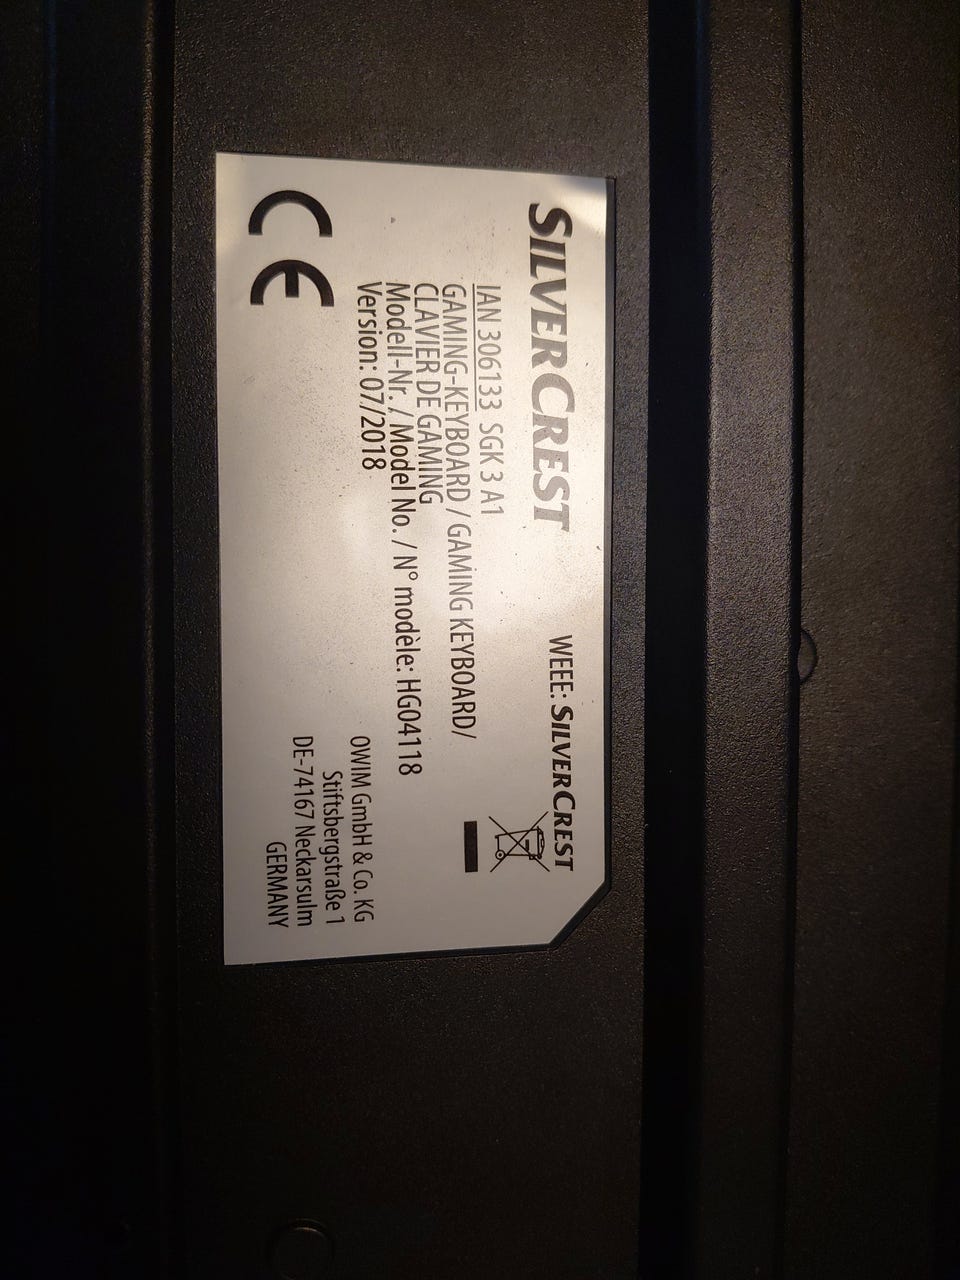 SILVERCREST
WEEE: SILVERCREST
IAN 306133 SGK 3 A1
GAMING-KEYBOARD / GAMING KEYBOARD/
CLAVIER DE GAMING
Modell-Nr. / Model No. / N° modèle: HG04118
Version: 07/2018
OWIM GmbH & Co. KG
Stiftsbergstraße 1
DE-74167 Neckarsulm
GERMANY
CE